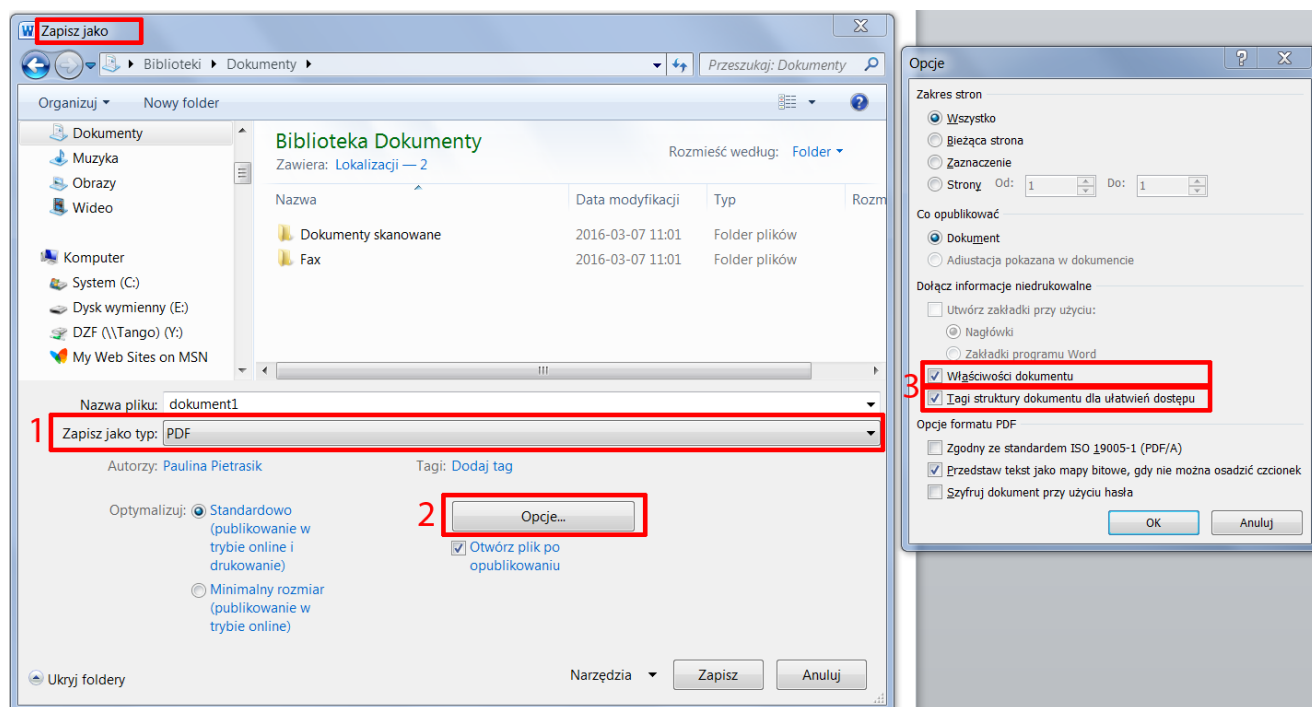 Zapisz jako
Biblioteki Dokumenty
Przeszukaj: Dokumenty
Organizuj Nowy folder
Dokumenty
Muzyka
Obrazy
Wideo
Komputer
System (C:)
Dysk wymienny (E:)
DZF (\\Tango) (Y:)
My Web Sites on MSN
Biblioteka Dokumenty
Zawiera: Lokalizacji — 2
Rozmieść według: Folder
Nazwa Data modyfikacji Typ Rozm
Dokumenty skanowane 2016-03-07 11:01 Folder plików
Fax 2016-03-07 11:01 Folder plików
Nazwa pliku: dokument1
1 Zapisz jako typ: PDF
Autorzy: Paulina Pietrasik Tagi: Dodaj tag
Optymalizuj: Standardowo
(publikowanie w
trybie online i
drukowanie)
Minimalny rozmiar
(publikowanie w
trybie online)
2 Opcje...
Otwórz plik po
opublikowaniu
Ukryj foldery
Narzędzia Zapisz Anuluj
Opcje
Zakres stron
Wszystko
Bieżąca strona
Zaznaczenie
Strony Od: 1 Do: 1
Co opublikować
Dokument
Adiustacja pokazana w dokumencie
Dołącz informacje niedrukowalne
Utwórz zakładki przy użyciu:
Nagłówki
Zakładki programu Word
3
Właściwości dokumentu
Tagi struktury dokumentu dla ułatwień dostępu
Opcje formatu PDF
Zgodny ze standardem ISO 19005-1 (PDF/A)
Przedstaw tekst jako mapy bitowe, gdy nie można osadzić czcionek
Szyfruj dokument przy użyciu hasła
OK Anuluj